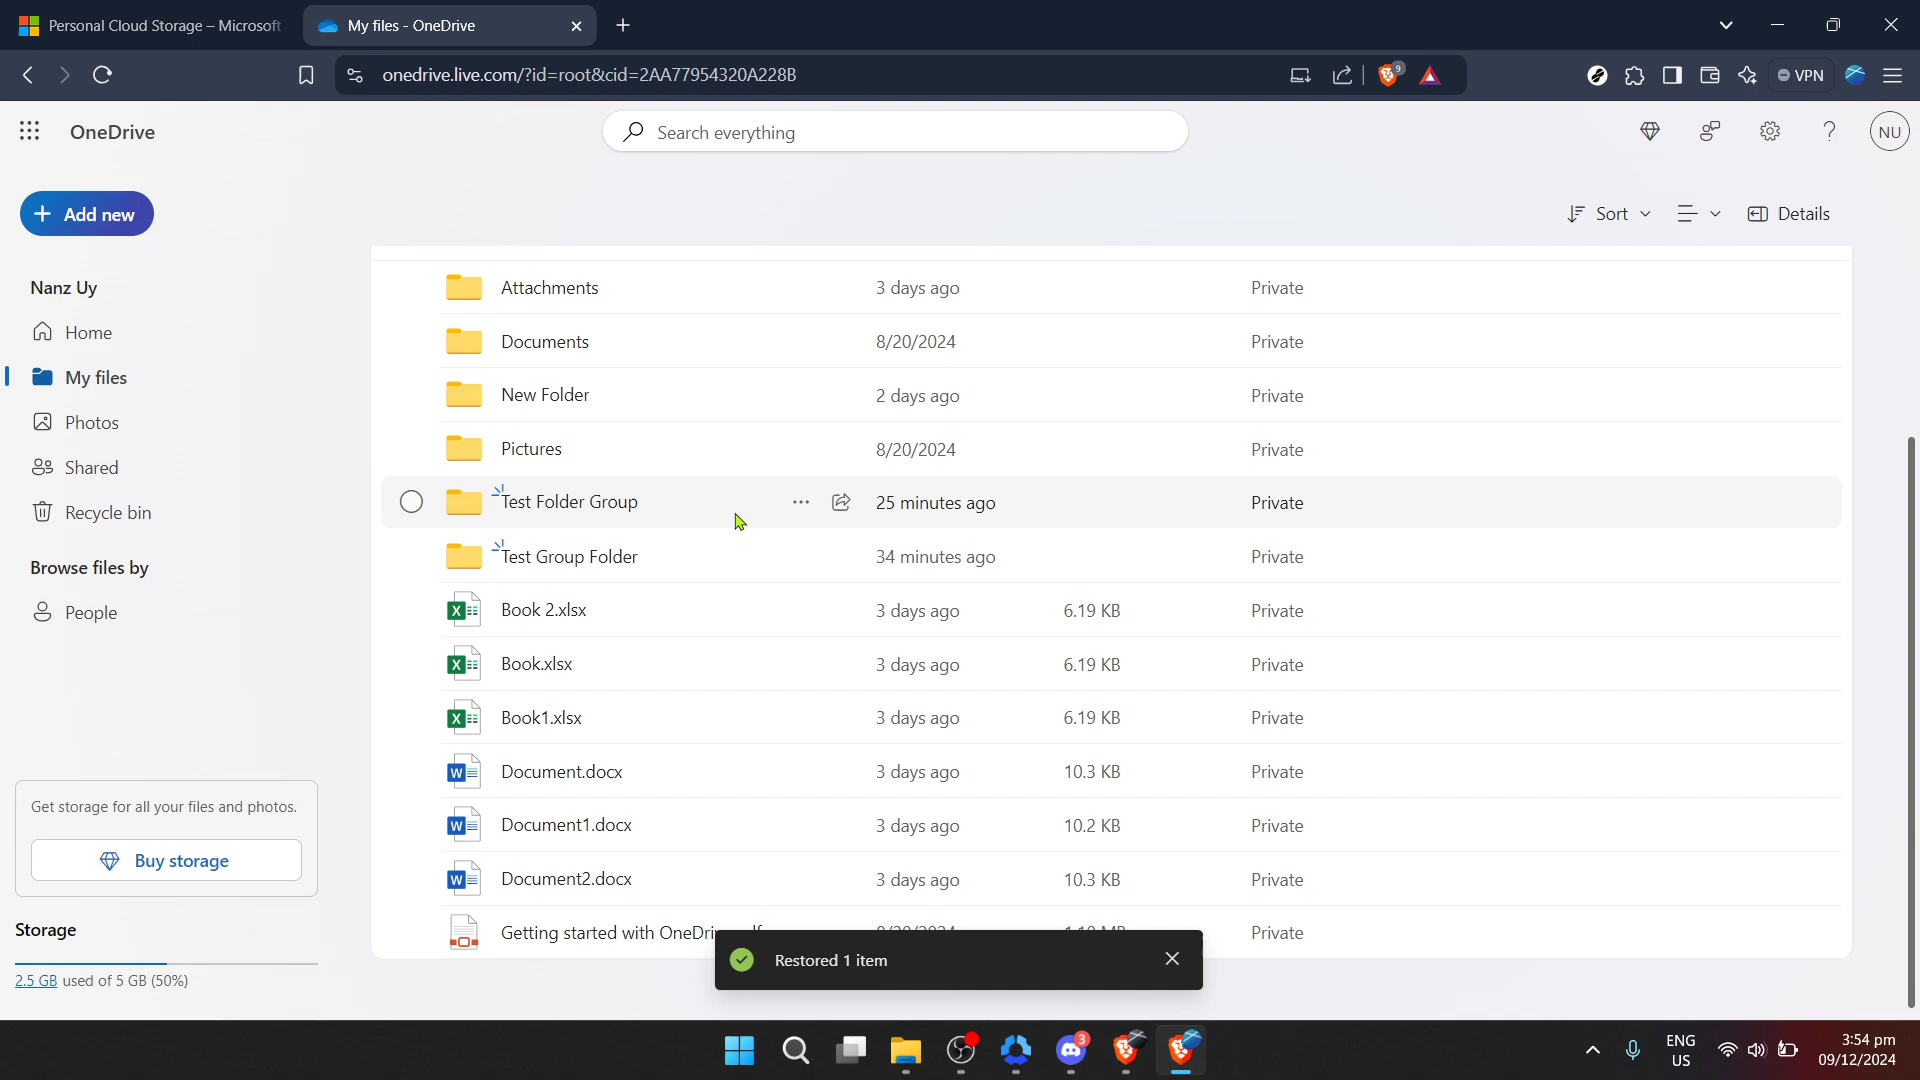 Personal Cloud Storage – Microsoft
My files - OneDrive
onedrive.live.com/?id=root&cid=2AA77954320A228B
9
VPN
OneDrive
Search everything
NU
Add new
Sort
Details
Nanz Uy
Home
My files
Photos
Shared
Recycle bin
Browse files by
People
Get storage for all your files and photos.
Buy storage
Storage
2.5 GB used of 5 GB (50%)
Attachments 3 days ago Private
Documents 8/20/2024 Private
New Folder 2 days ago Private
Pictures 8/20/2024 Private
Test Folder Group 25 minutes ago Private
Test Group Folder 34 minutes ago Private
Book 2.xlsx 3 days ago 6.19 KB Private
Book.xlsx 3 days ago 6.19 KB Private
Book1.xlsx 3 days ago 6.19 KB Private
Document.docx 3 days ago 10.3 KB Private
Document1.docx 3 days ago 10.2 KB Private
Document2.docx 3 days ago 10.3 KB Private
Getting started with Private
Restored 1 item
3
ENG
US
3:54 pm
09/12/2024